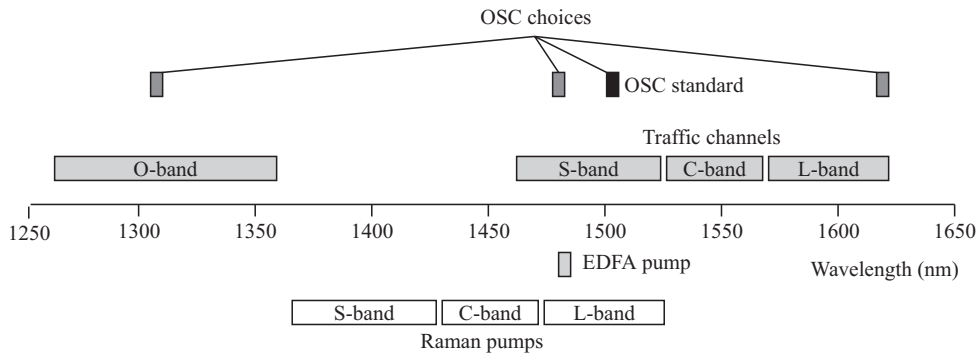 OSC choices
OSC standard
Traffic channels
O-band S-band C-band L-band
1250 1300 1350 1400 1450 1500 1550 1600 1650
EDFA pump Wavelength (nm)
S-band C-band L-band
Raman pumps